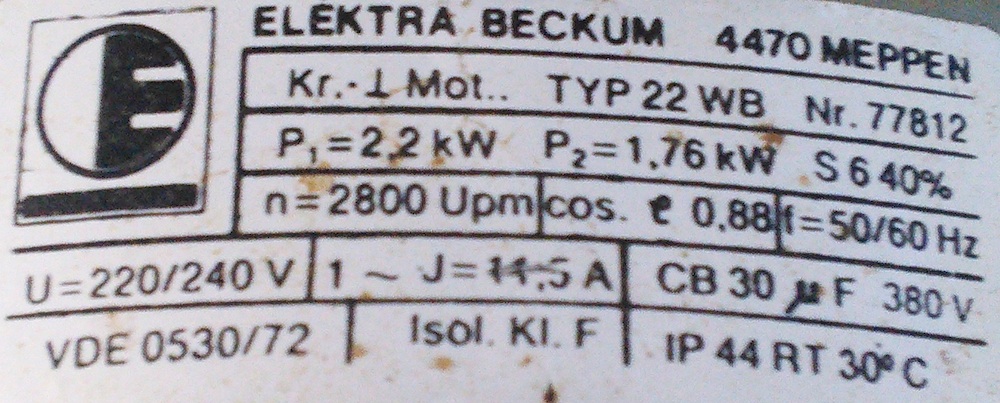 ELEKTRA BECKUM 4470 MEPPEN
Kr.-⊥ Mot.. TYP 22 WB Nr. 77812
P₁=2,2 kW P₂=1,76 kW S 6 40%
n=2800 Upm cos. φ 0,88 f=50/60 Hz
U=220/240 V 1 ~ J=11,5 A CB 30 µF 380 V
VDE 0530/72 Isol. Kl. F IP 44 RT 30° C